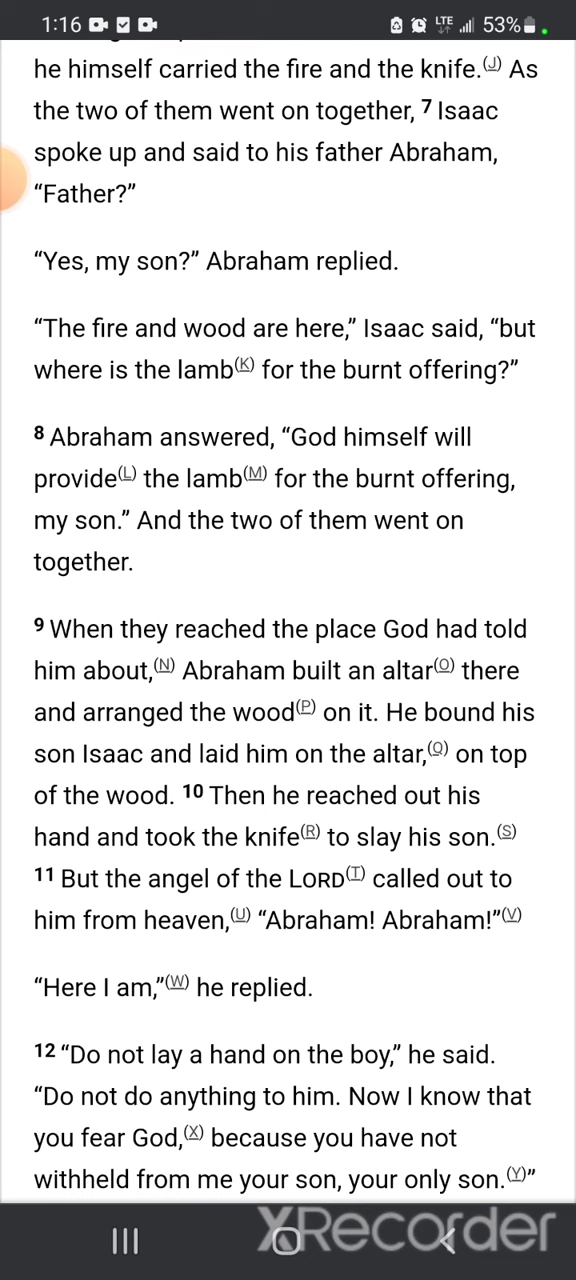 1:16 LTE 53%
he himself carried the fire and the knife.(J) As
the two of them went on together, 7 Isaac
spoke up and said to his father Abraham,
“Father?”
“Yes, my son?” Abraham replied.
“The fire and wood are here,” Isaac said, “but
where is the lamb(K) for the burnt offering?”
8 Abraham answered, “God himself will
provide(L) the lamb(M) for the burnt offering,
my son.” And the two of them went on
together.
9 When they reached the place God had told
him about,(N) Abraham built an altar(O) there
and arranged the wood(P) on it. He bound his
son Isaac and laid him on the altar,(Q) on top
of the wood. 10 Then he reached out his
hand and took the knife(R) to slay his son.(S)
11 But the angel of the LORD(T) called out to
him from heaven,(U) “Abraham! Abraham!”(V)
“Here I am,”(W) he replied.
12 “Do not lay a hand on the boy,” he said.
“Do not do anything to him. Now I know that
you fear God,(X) because you have not
withheld from me your son, your only son.(Y)”
XRecorder